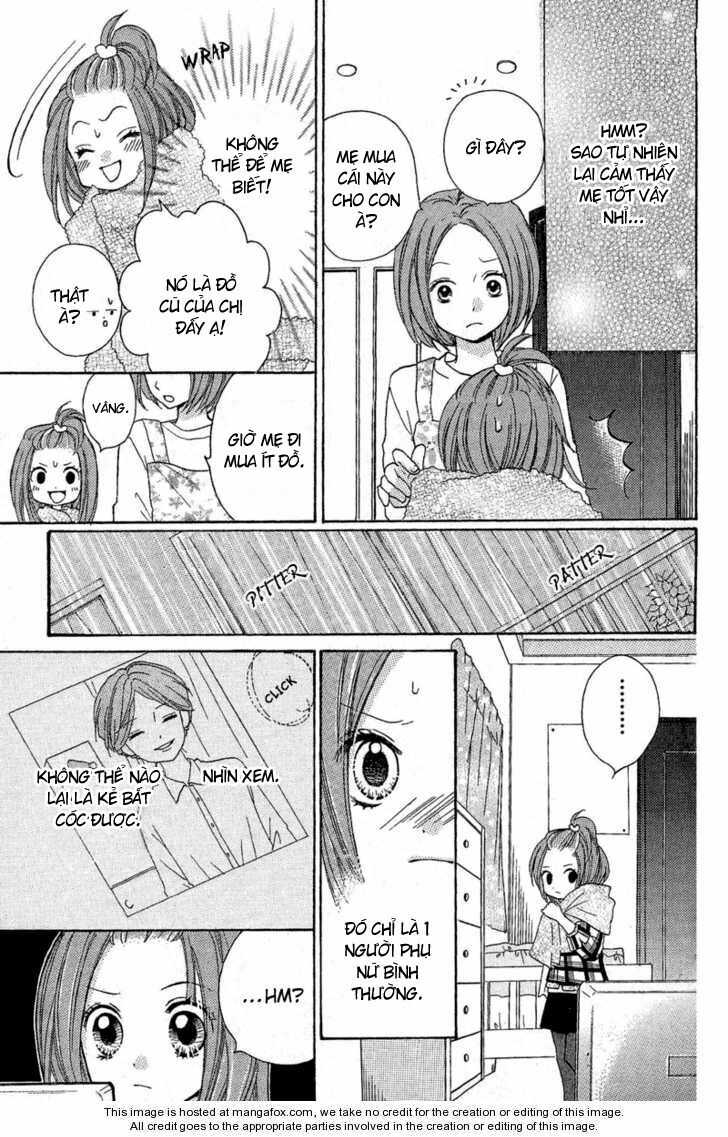 HMM?
SAO TỰ NHIÊN
LẠI CẢM THẤY
MẸ TỐT VẬY
NHỈ...
GÌ ĐÂY?
MẸ MUA
CÁI NÀY
CHO CON
À?
WRAP
KHÔNG
THỂ ĐỂ MẸ
BIẾT!
NÓ LÀ ĐỒ
CŨ CỦA CHỊ
ĐẤY Ạ!
THẬT
À?
GIỜ MẸ ĐI
MUA ÍT ĐỒ.
VÂNG.
PATTER
PITTER
........
ĐÓ CHỈ LÀ 1
NGƯỜI PHỤ
NỮ BÌNH
THƯỜNG.
CLICK
NHÌN XEM.
KHÔNG THỂ NÀO
LẠI LÀ KẺ BẮT
CÓC ĐƯỢC.
...HM?
This image is hosted at mangafox.com, we take no credit for the creation or editing of this image.
All credit goes to the appropriate parties involved in the creation or editing of this image.